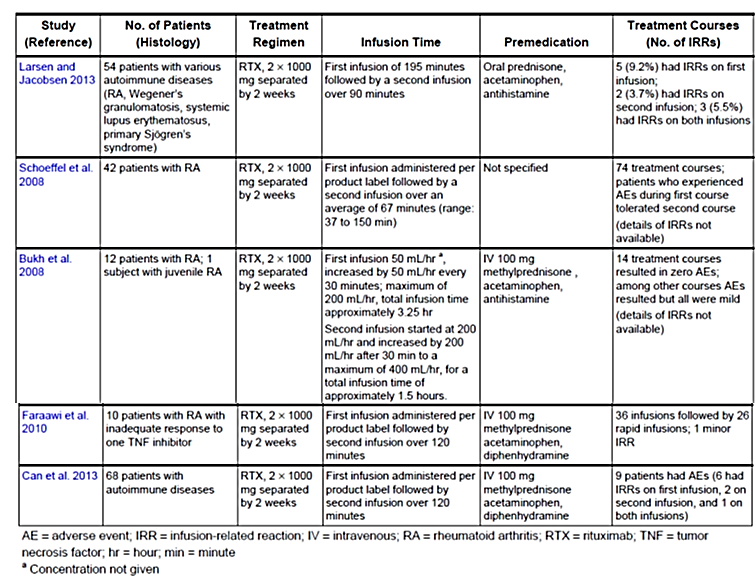 Study
(Reference)
No. of Patients
(Histology)
Treatment
Regimen
Infusion Time
Premedication
Treatment Courses
(No. of IRRs)
Larsen and
Jacobsen 2013
54 patients with various
autoimmune diseases
(RA, Wegener's
granulomatosis, systemic
lupus erythematosus,
primary Sjögren's
syndrome)
RTX, 2 × 1000
mg separated
by 2 weeks
First infusion of 195 minutes
followed by a second infusion
over 90 minutes
Oral prednisone,
acetaminophen,
antihistamine
5 (9.2%) had IRRs on first
infusion;
2 (3.7%) had IRRs on
second infusion; 3 (5.5%)
had IRRs on both infusions
Schoeffel et al.
2008
42 patients with RA
RTX, 2 × 1000
mg separated
by 2 weeks
First infusion administered per
product label followed by a
second infusion over an
average of 67 minutes (range:
37 to 150 min)
Not specified
74 treatment courses;
patients who experienced
AEs during first course
tolerated second course
(details of IRRs not
available)
Bukh et al.
2008
12 patients with RA; 1
subject with juvenile RA
RTX, 2 × 1000
mg separated
by 2 weeks
First infusion 50 mL/hr a,
increased by 50 mL/hr every
30 minutes; maximum of
200 mL/hr, total infusion time
approximately 3.25 hr
Second infusion started at 200
mL/hr and increased by 200
mL/hr after 30 min to a
maximum of 400 mL/hr, for a
total infusion time of
approximately 1.5 hours.
IV 100 mg
methylprednisone ,
acetaminophen,
antihistamine
14 treatment courses
resulted in zero AEs;
among other courses AEs
resulted but all were mild
(details of IRRs not
available)
Faraawi et al.
2010
10 patients with RA with
inadequate response to
one TNF inhibitor
RTX, 2 × 1000
mg separated
by 2 weeks
First infusion administered per
product label followed by
second infusion over 120
minutes
IV 100 mg
methylprednisone
acetaminophen,
diphenhydramine
36 infusions followed by 26
rapid infusions; 1 minor
IRR
Can et al. 2013
68 patients with
autoimmune diseases
RTX, 2 × 1000
mg separated
by 2 weeks
First infusion administered per
product label followed by
second infusion over 120
minutes
IV 100 mg
methylprednisone
acetaminophen,
diphenhydramine
9 patients had AEs (6 had
IRRs on first infusion, 2 on
second infusion, and 1 on
both infusions)
AE = adverse event; IRR = infusion-related reaction; IV = intravenous; RA = rheumatoid arthritis; RTX = rituximab; TNF = tumor
necrosis factor; hr = hour; min = minute
a Concentration not given